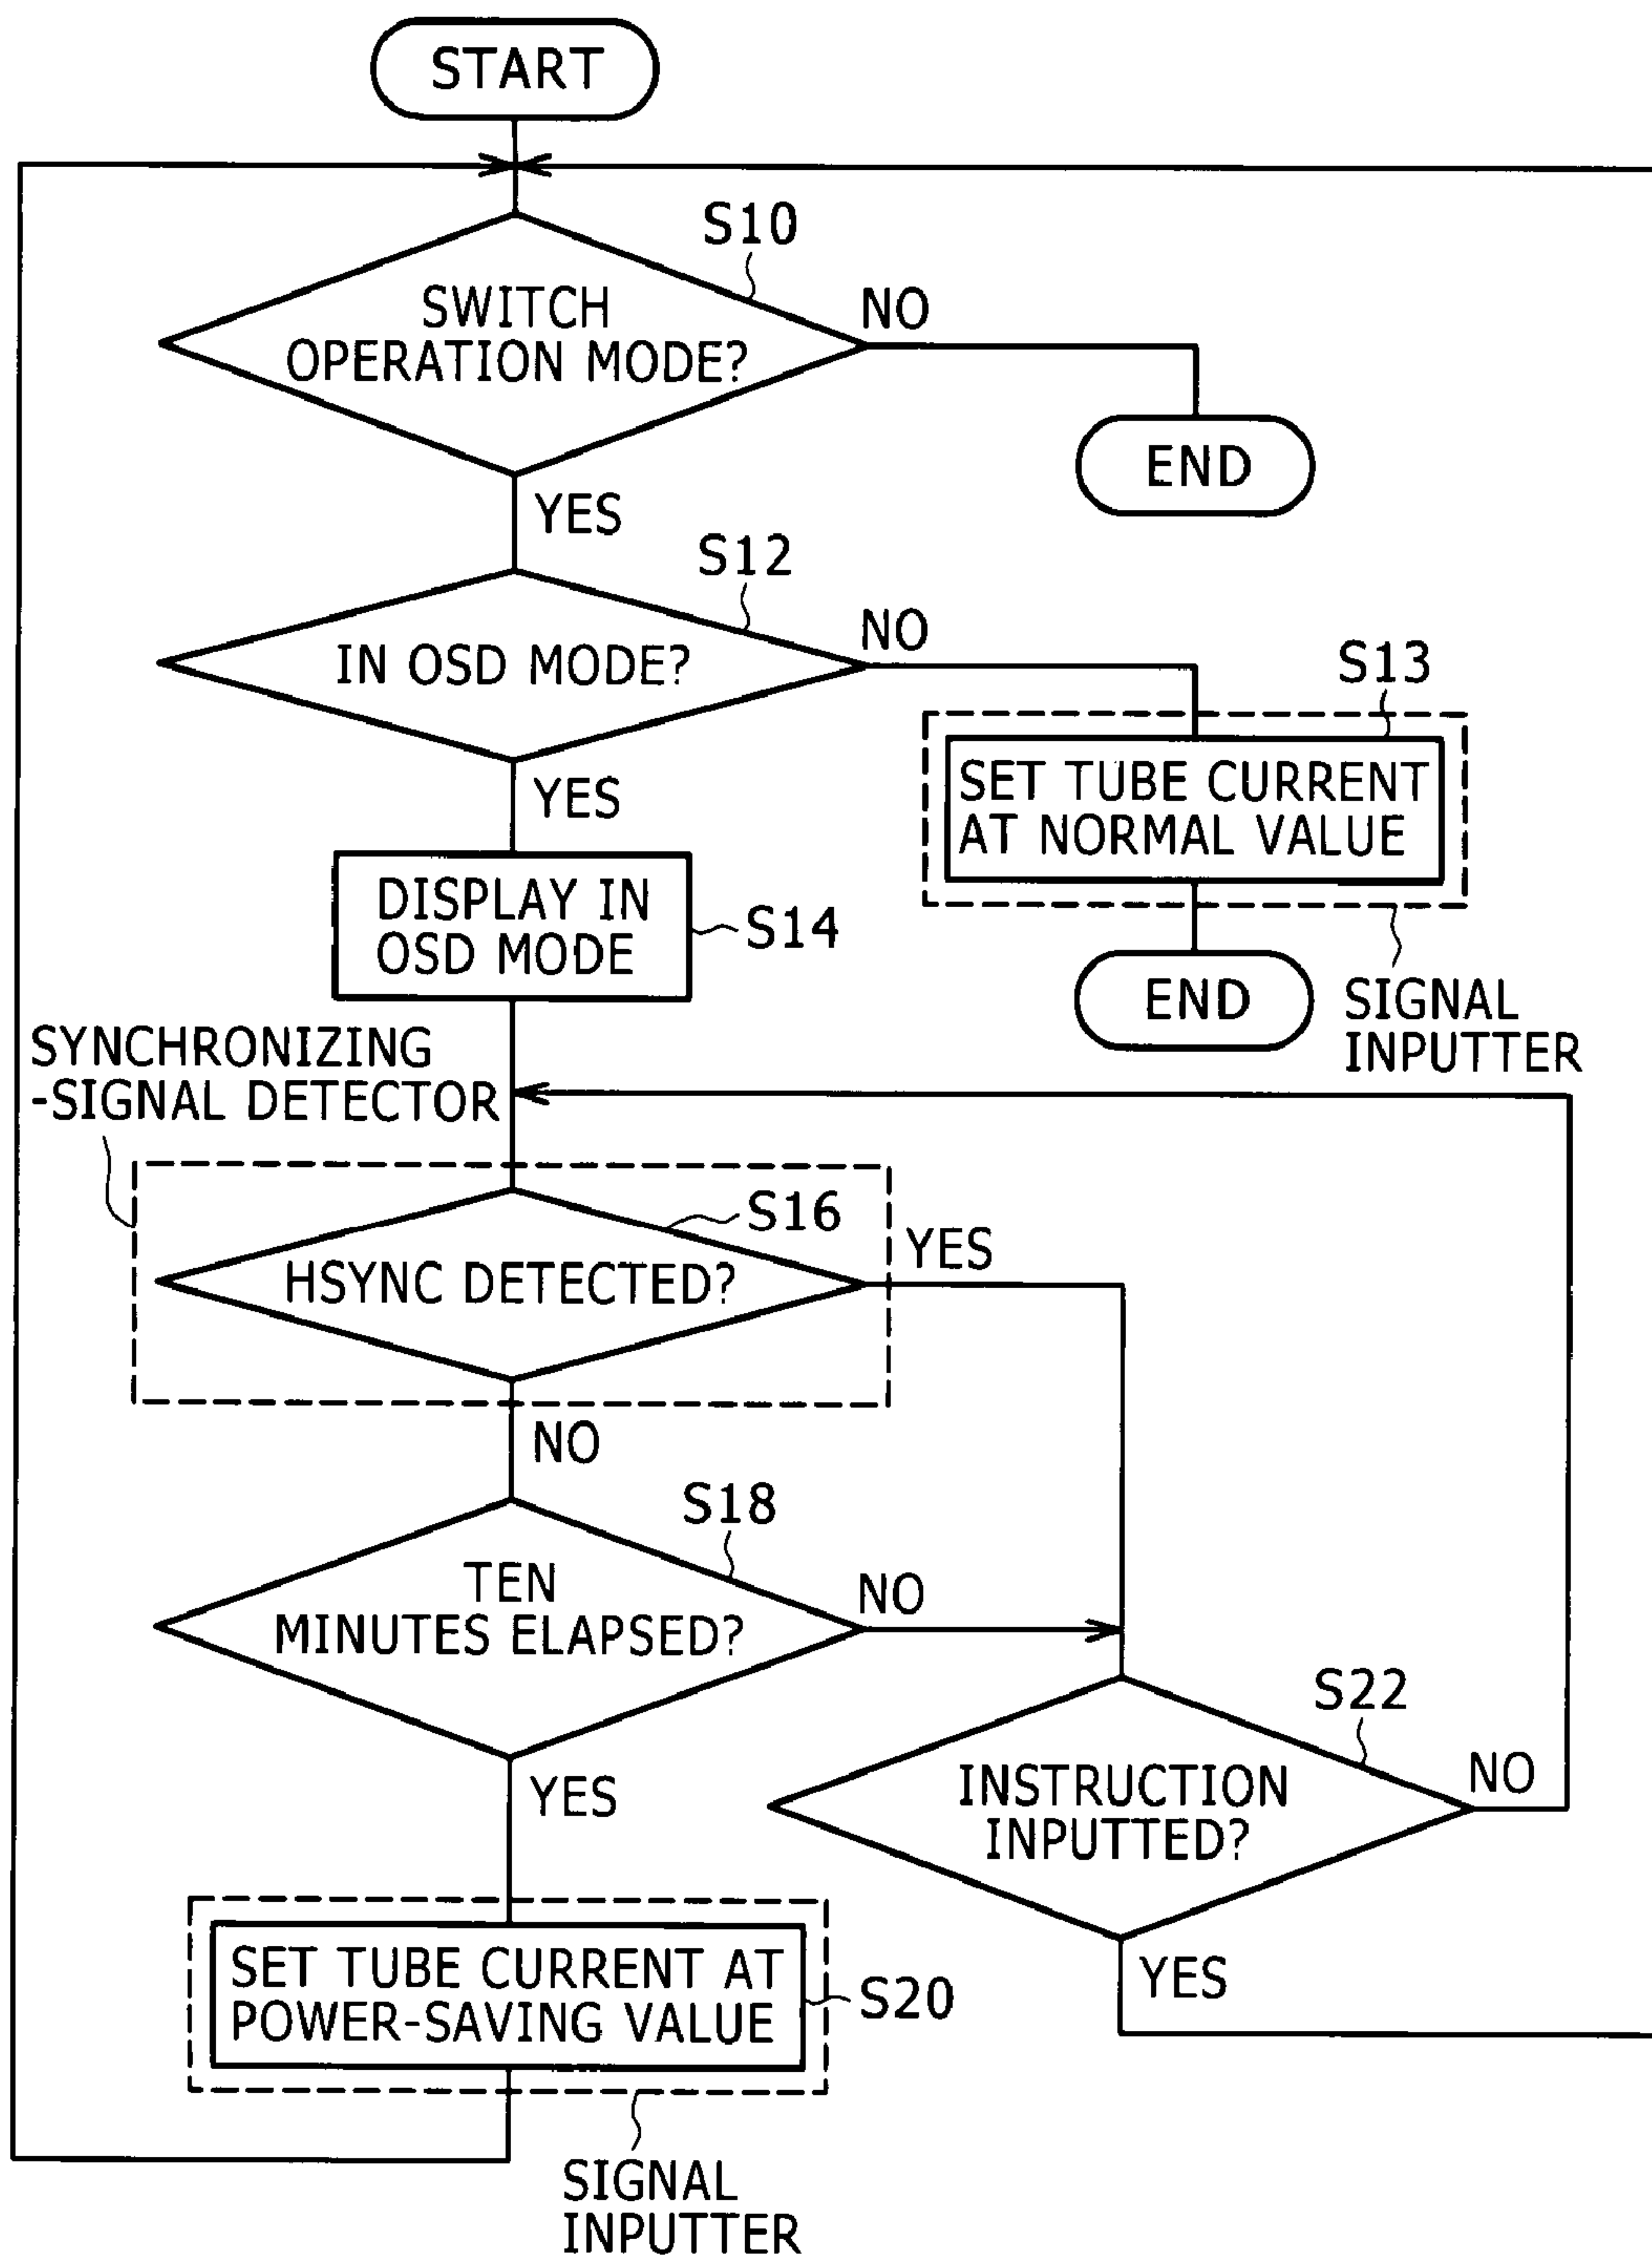 START
S10
SWITCH
OPERATION MODE?
NO
END
YES
S12
IN OSD MODE?
NO
S13
SET TUBE CURRENT
AT NORMAL VALUE
YES
DISPLAY IN
OSD MODE
S14
END
SIGNAL
INPUTTER
SYNCHRONIZING
-SIGNAL DETECTOR
S16
HSYNC DETECTED?
YES
NO
S18
TEN
MINUTES ELAPSED?
NO
S22
INSTRUCTION
INPUTTED?
NO
YES
YES
SET TUBE CURRENT AT
POWER-SAVING VALUE
S20
SIGNAL
INPUTTER